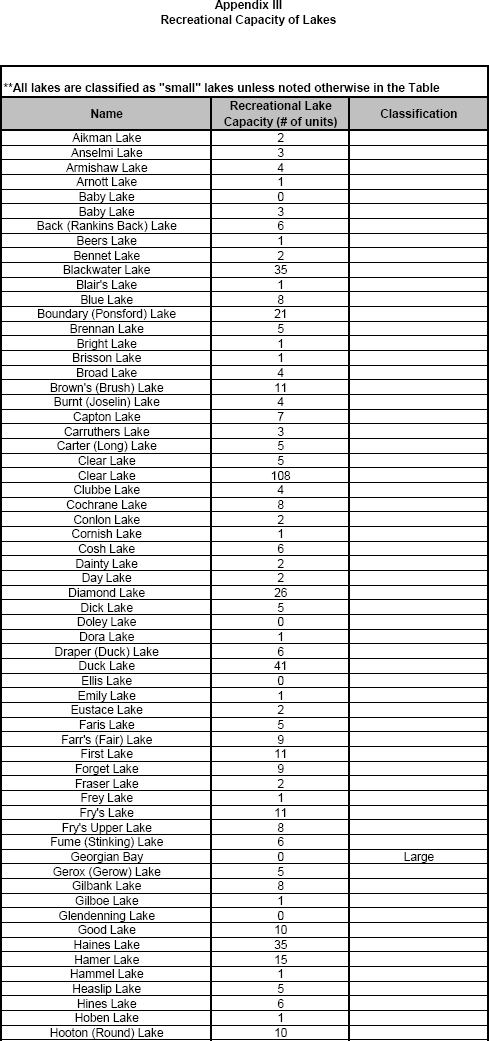 Appendix III
Recreational Capacity of Lakes
**All lakes are classified as "small" lakes unless noted otherwise in the Table
Name Recreational Lake Capacity (# of units) Classification
Aikman Lake 2
Anselmi Lake 3
Armishaw Lake 4
Arnott Lake 1
Baby Lake 0
Baby Lake 3
Back (Rankins Back) Lake 6
Beers Lake 1
Bennet Lake 2
Blackwater Lake 35
Blair's Lake 1
Blue Lake 8
Boundary (Ponsford) Lake 21
Brennan Lake 5
Bright Lake 1
Brisson Lake 1
Broad Lake 4
Brown's (Brush) Lake 11
Burnt (Joselin) Lake 4
Capton Lake 7
Carruthers Lake 3
Carter (Long) Lake 5
Clear Lake 5
Clear Lake 108
Clubbe Lake 4
Cochrane Lake 8
Conlon Lake 2
Cornish Lake 1
Cosh Lake 6
Dainty Lake 2
Day Lake 2
Diamond Lake 26
Dick Lake 5
Doley Lake 0
Dora Lake 1
Draper (Duck) Lake 6
Duck Lake 41
Ellis Lake 0
Emily Lake 1
Eustace Lake 2
Faris Lake 5
Farr's (Fair) Lake 9
First Lake 11
Forget Lake 9
Fraser Lake 2
Frey Lake 1
Fry's Lake 11
Fry's Upper Lake 8
Fume (Stinking) Lake 6
Georgian Bay 0 Large
Gerox (Gerow) Lake 5
Gilbank Lake 8
Gilboe Lake 1
Glendenning Lake 0
Good Lake 10
Haines Lake 35
Hamer Lake 15
Hammel Lake 1
Heaslip Lake 5
Hines Lake 6
Hoben Lake 1
Hooton (Round) Lake 10